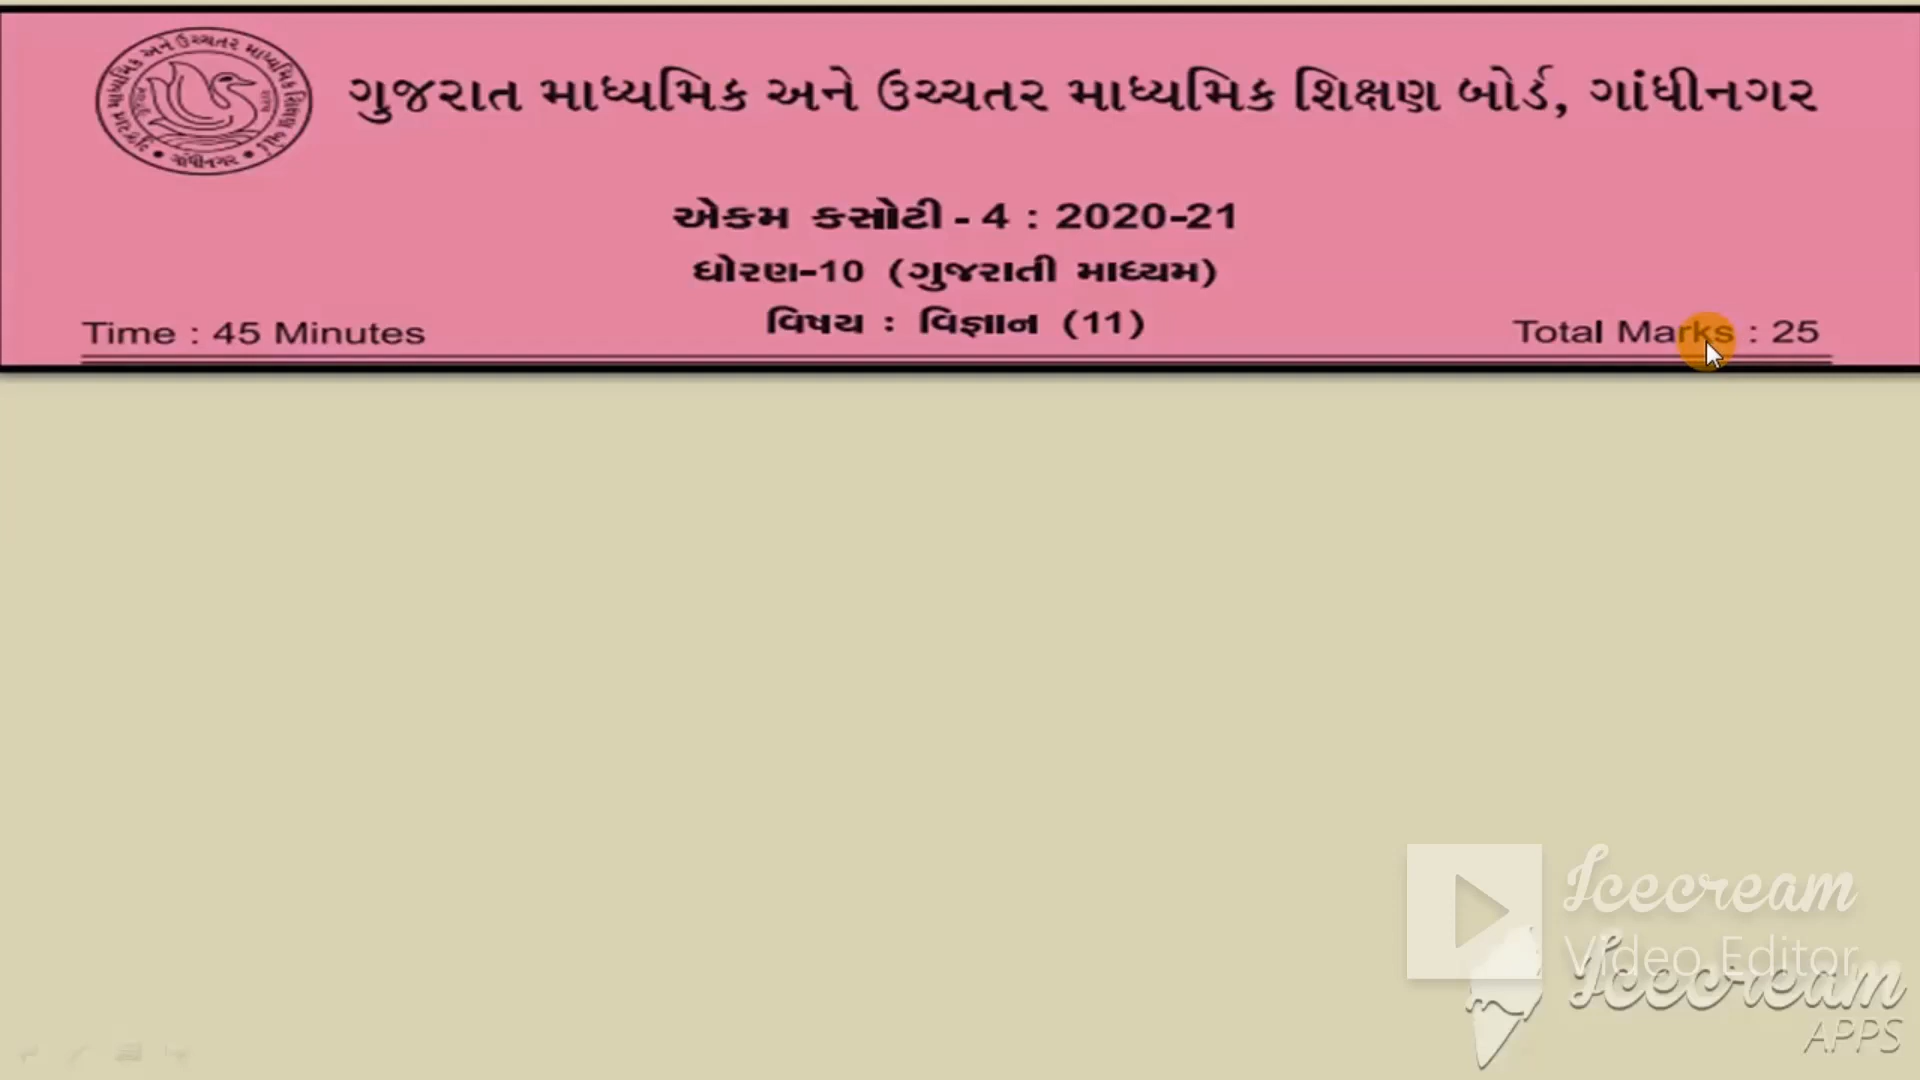 ગુજરાત માધ્યમિક અને ઉચ્ચતર માધ્યમિક શિક્ષણ બોર્ડ, ગાંધીનગર
એકમ કસોટી - 4 : 2020-21
ધોરણ-10 (ગુજરાતી માધ્યમ)
વિષય : વિજ્ઞાન (11)
Time : 45 Minutes
Total Marks : 25
Icecream
Video Editor
Icecream
APPS
ગાંધીનગર